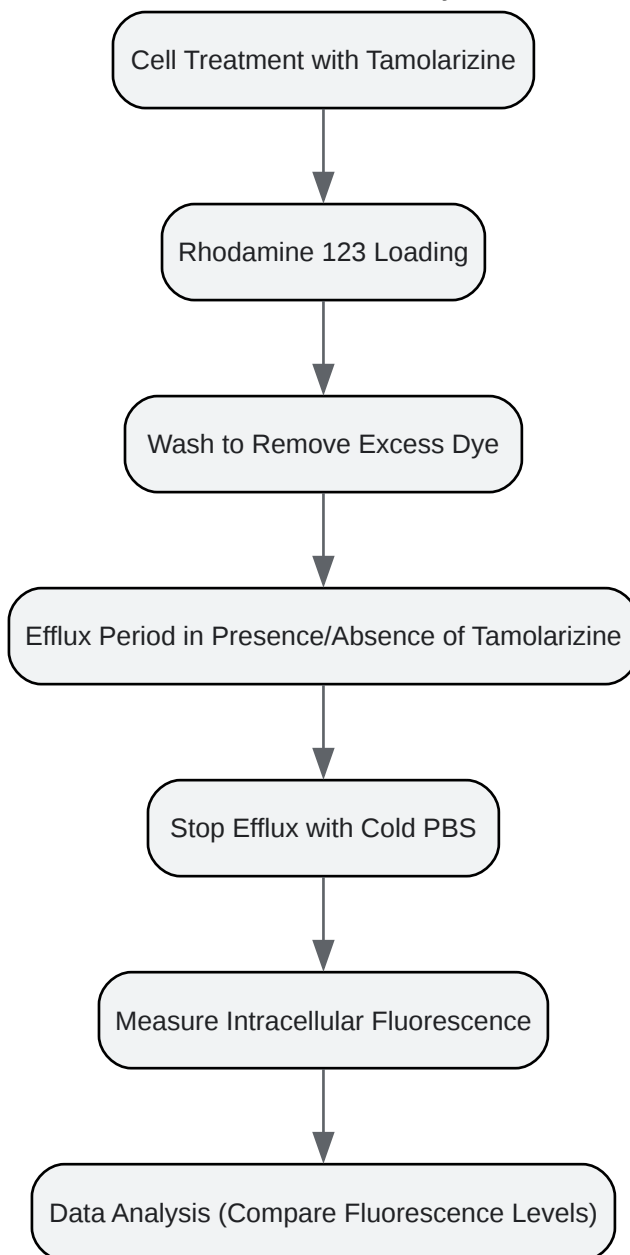 Cell Treatment with Tamolarizine
Rhodamine 123 Loading
Wash to Remove Excess Dye
Efflux Period in Presence/Absence of Tamolarizine
Stop Efflux with Cold PBS
Measure Intracellular Fluorescence
Data Analysis (Compare Fluorescence Levels)